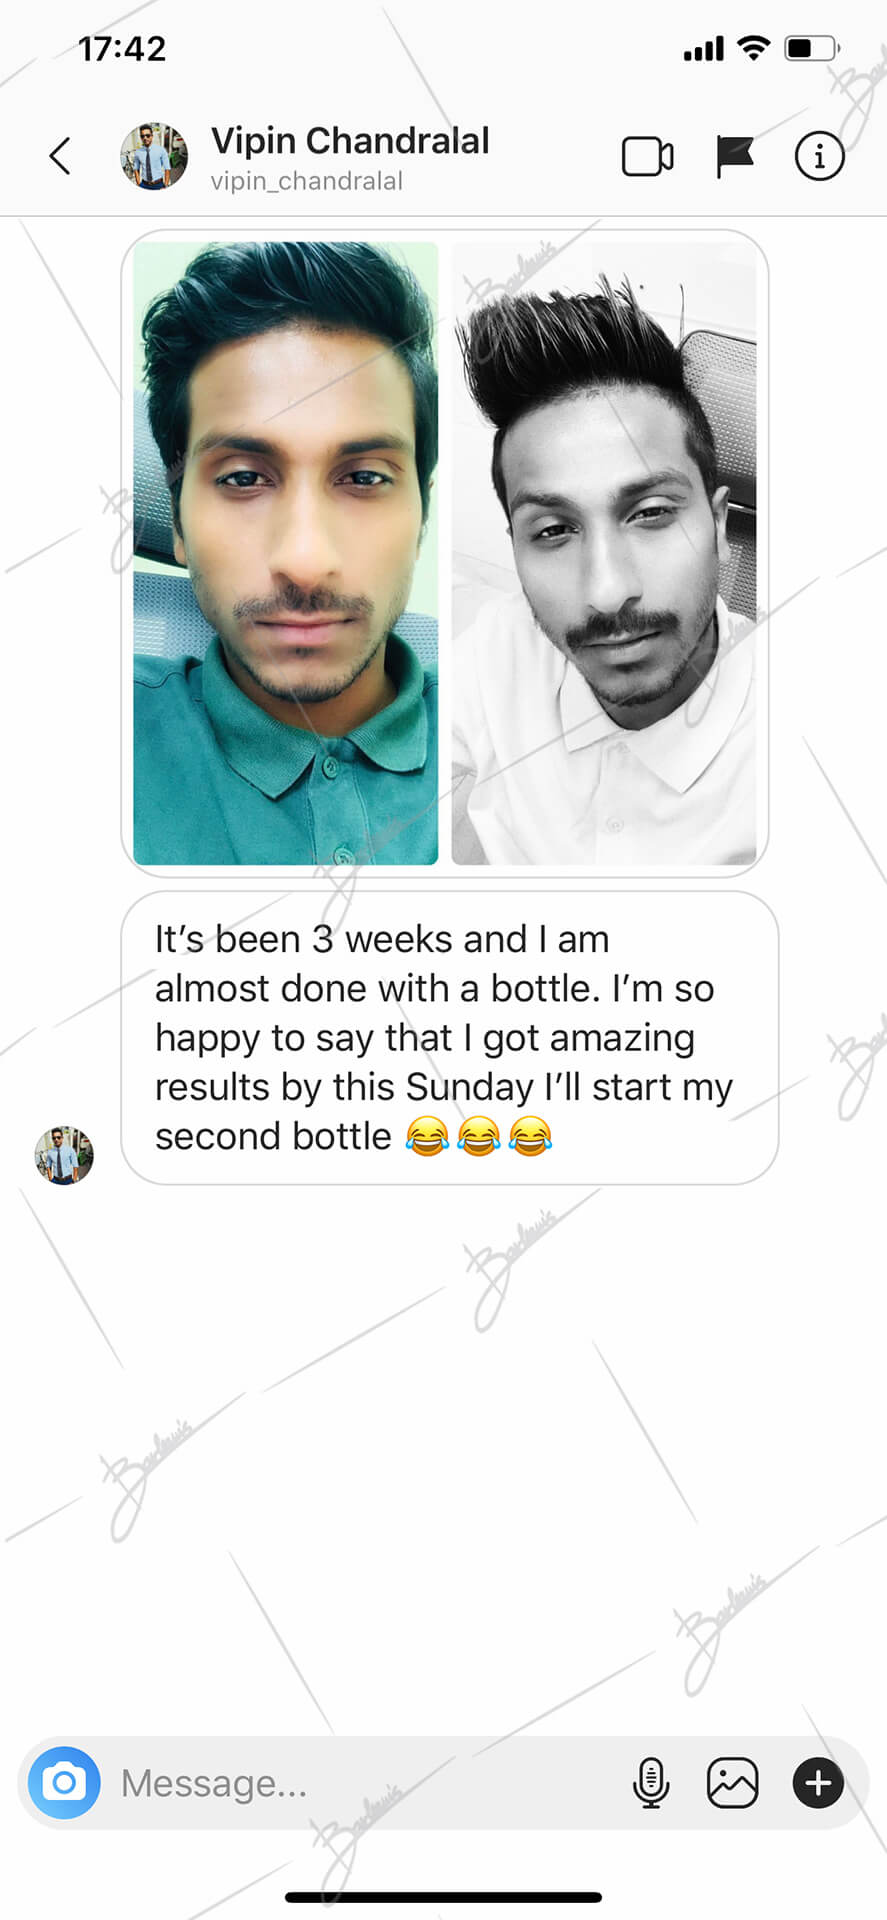 17:42
Vipin Chandralal
vipin_chandralal
It's been 3 weeks and I am
almost done with a bottle. I'm so
happy to say that I got amazing
results by this Sunday I'll start my
second bottle 😂😂😂
Message...